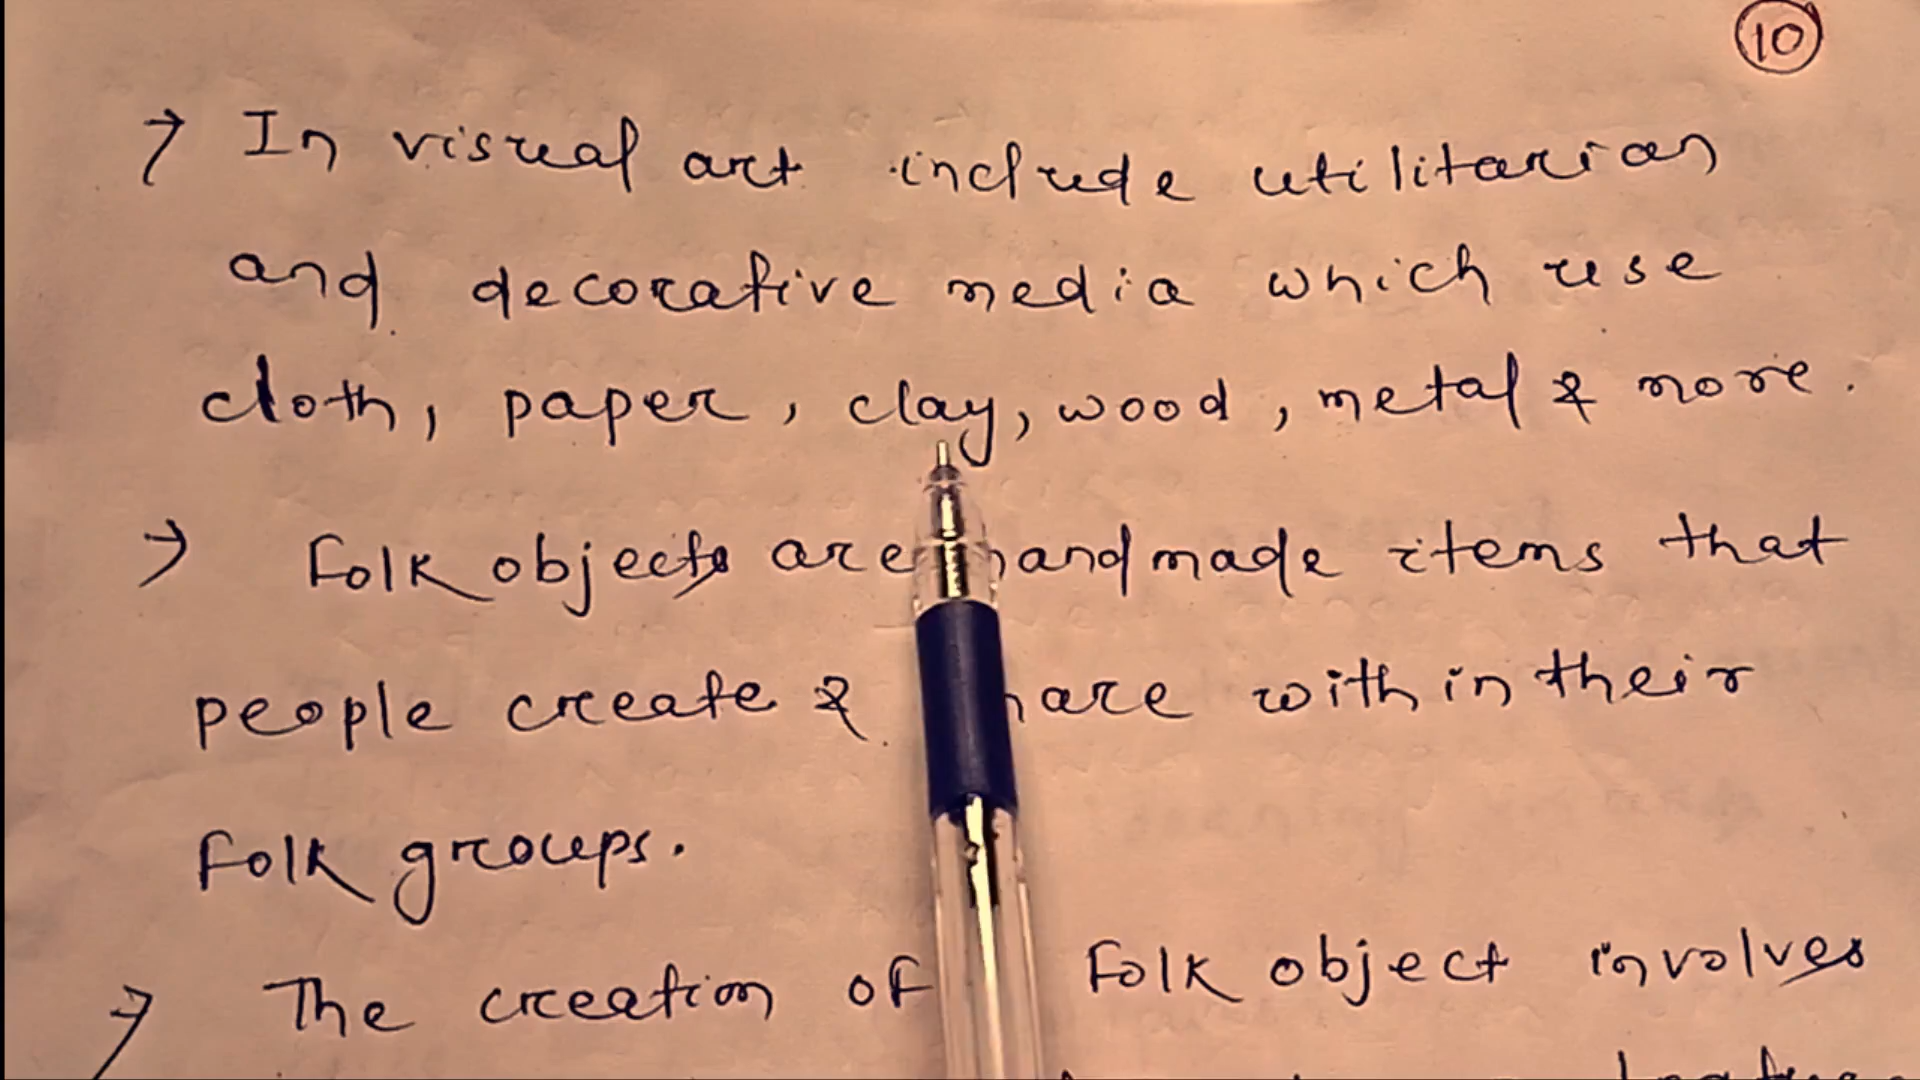 10
→ In visual art include utilitarian
and decorative media which use
cloth, paper, clay, wood, metal & more.
→ Folk objects are handmade items that
people create & hare within their
folk groups.
→ The creation of folk object involves